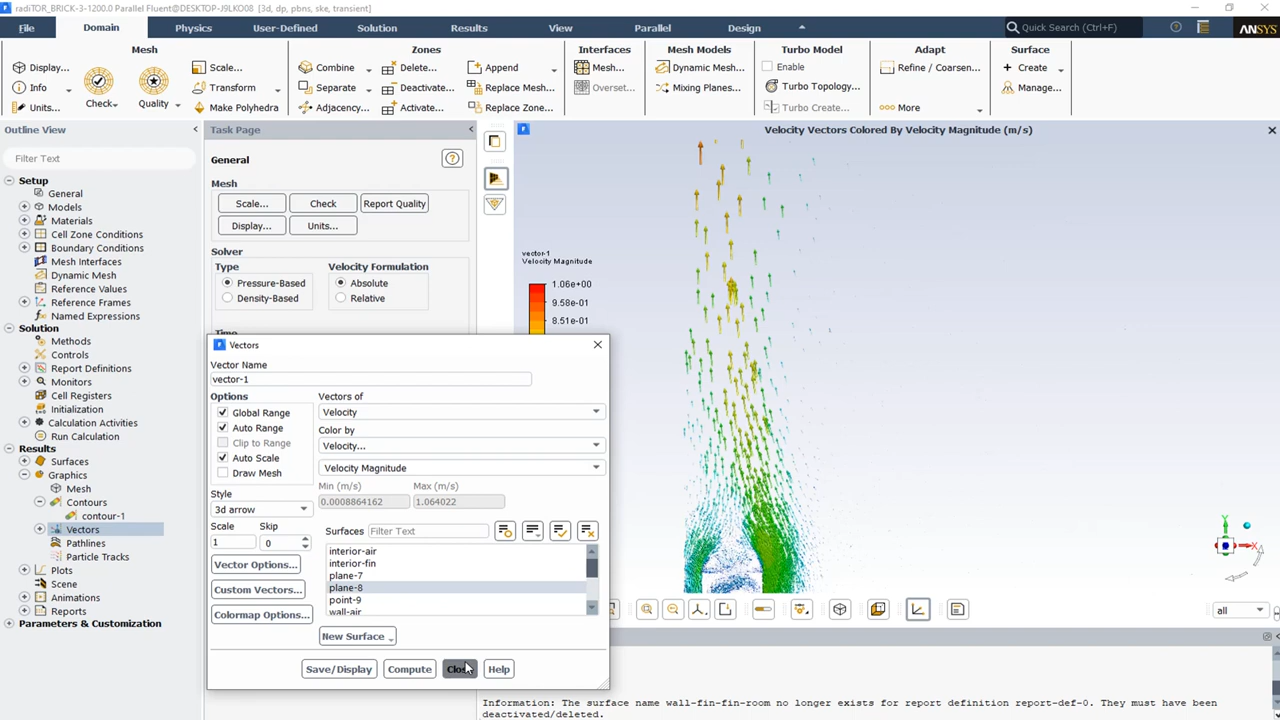 radiTOR_BRICK-3-1200.0 Parallel Fluent@DESKTOP-J9LKO08 [3d, dp, pbns, ske, transient]
File Domain Physics User-Defined Solution Results View Parallel Design Quick Search (Ctrl+F) ANSYS
Mesh Zones Interfaces Mesh Models Turbo Model Adapt Surface
Display... Scale... Combine Delete... Append Mesh... Dynamic Mesh... Enable Refine / Coarsen... Create
Info Transform Separate Deactivate... Replace Mesh... Overset... Mixing Planes... Turbo Topology... Manage...
Units... Check Quality Make Polyhedra Adjacency... Activate... Replace Zone... Turbo Create... More
Outline View
Filter Text
Setup
General
Models
Materials
Cell Zone Conditions
Boundary Conditions
Mesh Interfaces
Dynamic Mesh
Reference Values
Reference Frames
Named Expressions
Solution
Methods
Controls
Report Definitions
Monitors
Cell Registers
Initialization
Calculation Activities
Run Calculation
Results
Surfaces
Graphics
Mesh
Contours
contour-1
Vectors
Pathlines
Particle Tracks
Plots
Scene
Animations
Reports
Parameters & Customization
Task Page
General
Mesh
Scale... Check Report Quality
Display... Units...
Solver
Type Velocity Formulation
Pressure-Based Absolute
Density-Based Relative
Time
Vectors
Vector Name
vector-1
Options
Global Range
Auto Range
Clip to Range
Auto Scale
Draw Mesh
Style
3d arrow
Scale Skip
1 0
Vector Options...
Custom Vectors...
Colormap Options...
Vectors of
Velocity
Color by
Velocity...
Velocity Magnitude
Min (m/s) Max (m/s)
0.0008864162 1.064022
Surfaces Filter Text
interior-air
interior-fin
plane-7
plane-8
point-9
wall-air
New Surface
Save/Display Compute Close Help
Velocity Vectors Colored By Velocity Magnitude (m/s)
vector-1
Velocity Magnitude
1.06e+00
9.58e-01
8.51e-01
Y
X
all
Information: The surface name wall-fin-fin-room no longer exists for report definition report-def-0. They must have been
deactivated/deleted.